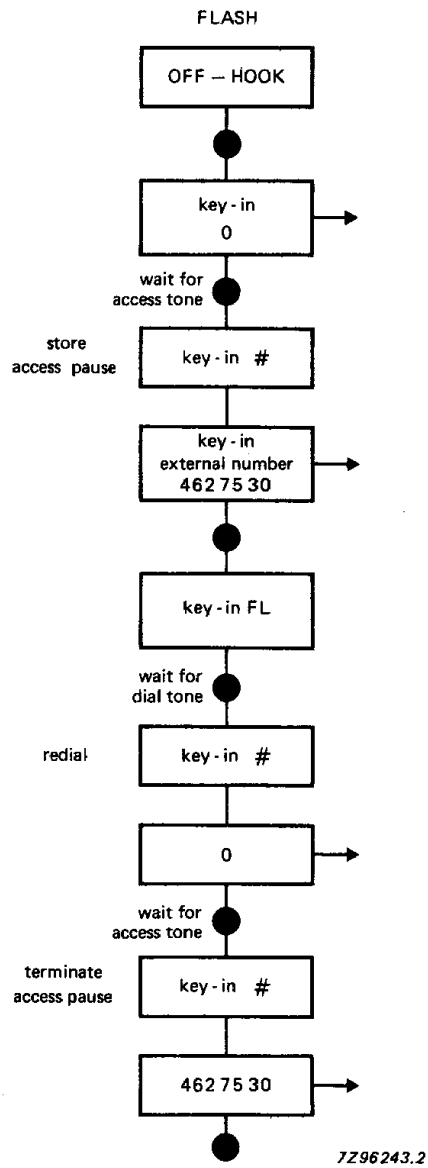 FLASH
OFF – HOOK
key-in
0
wait for
access tone
store
access pause
key-in #
key-in
external number
462 75 30
key-in FL
wait for
dial tone
redial
key-in #
0
wait for
access tone
terminate
access pause
key-in #
462 75 30
7Z96243.2